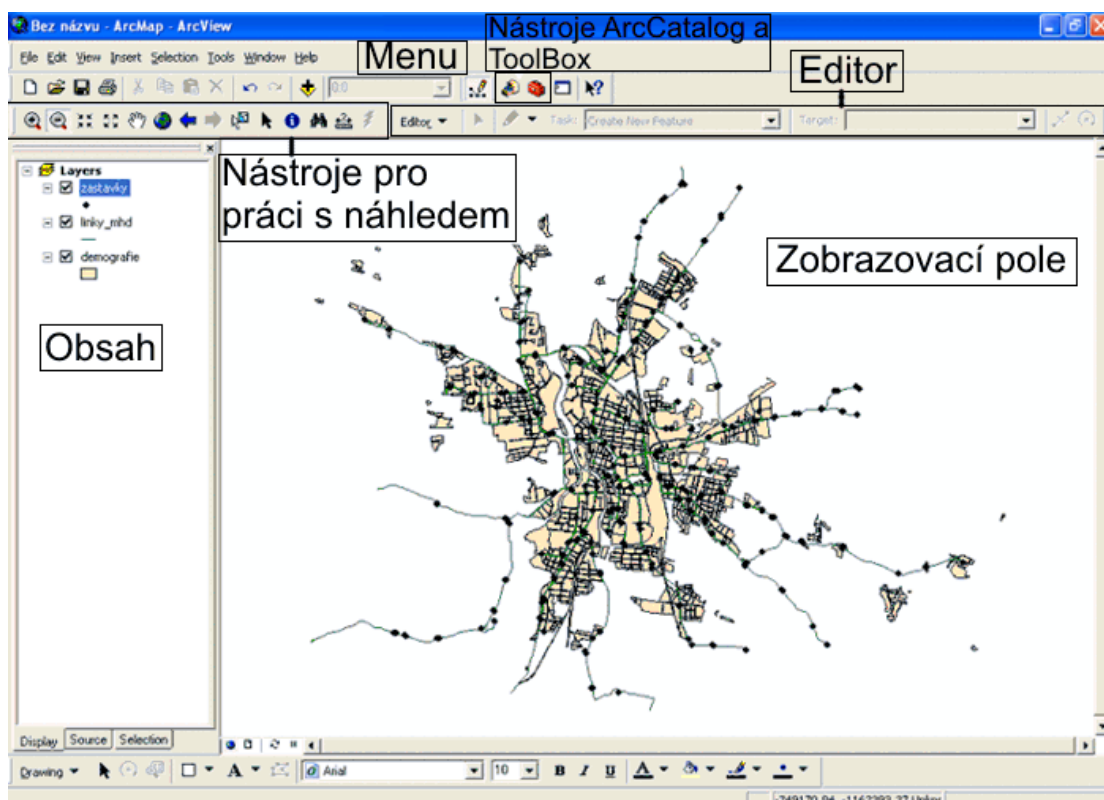 Bez názvu - ArcMap - ArcView
Nástroje ArcCatalog a
ToolBox
File Edit View Insert Selection Tools Window Help
Menu
Editor
0.0
Editor Task: Create New Feature Target:
Layers
zastavky
linky_mhd
demografie
Nástroje pro
práci s náhledem
Zobrazovací pole
Obsah
Display Source Selection
Drawing A Arial 10 B I U A